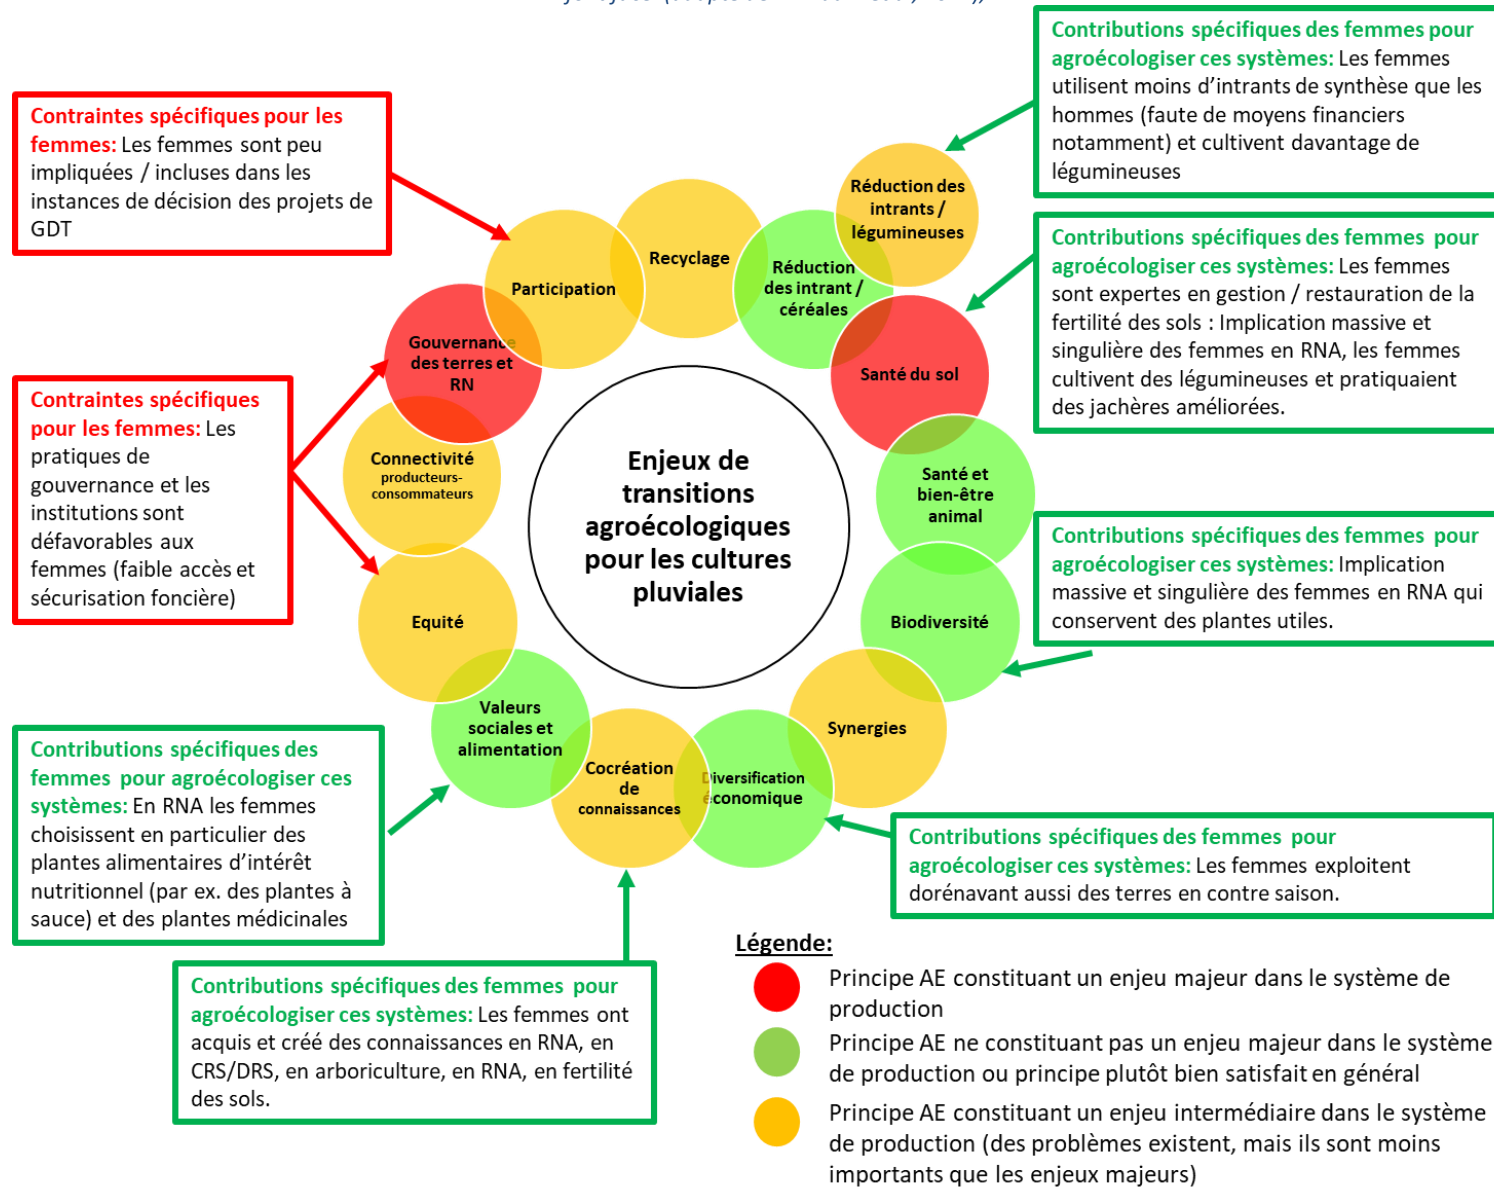 Contributions spécifiques des femmes pour
agroécologiser ces systèmes: Les femmes
utilisent moins d'intrants de synthèse que les
hommes (faute de moyens financiers
notamment) et cultivent davantage de
légumineuses
Contraintes spécifiques pour les
femmes: Les femmes sont peu
impliquées / incluses dans les
instances de décision des projets de
GDT
Réduction des
intrants /
légumineuses
Recyclage
Réduction
des intrant /
céréales
Participation
Contributions spécifiques des femmes pour
agroécologiser ces systèmes: Les femmes
sont expertes en gestion / restauration de la
fertilité des sols : Implication massive et
singulière des femmes en RNA, les femmes
cultivent des légumineuses et pratiquaient
des jachères améliorées.
Gouvernance
des terres et
RN
Santé du sol
Contraintes spécifiques
pour les femmes: Les
pratiques de
gouvernance et les
institutions sont
défavorables aux
femmes (faible accès et
sécurisation foncière)
Connectivité
producteurs-
consommateurs
Enjeux de
transitions
agroécologiques
pour les cultures
pluviales
Santé et
bien-être
animal
Contributions spécifiques des femmes pour
agroécologiser ces systèmes: Implication
massive et singulière des femmes en RNA qui
conservent des plantes utiles.
Equité
Biodiversité
Valeurs
sociales et
alimentation
Synergies
Cocréation
de
connaissances
Diversification
économique
Contributions spécifiques des
femmes pour agroécologiser ces
systèmes: En RNA les femmes
choisissent en particulier des
plantes alimentaires d'intérêt
nutritionnel (par ex. des plantes à
sauce) et des plantes médicinales
Contributions spécifiques des femmes pour
agroécologiser ces systèmes: Les femmes exploitent
dorénavant aussi des terres en contre saison.
Contributions spécifiques des femmes pour
agroécologiser ces systèmes: Les femmes ont
acquis et créé des connaissances en RNA, en
CRS/DRS, en arboriculture, en RNA, en fertilité
des sols.
Légende:
Principe AE constituant un enjeu majeur dans le système de
production
Principe AE ne constituant pas un enjeu majeur dans le système
de production ou principe plutôt bien satisfait en général
Principe AE constituant un enjeu intermédiaire dans le système
de production (des problèmes existent, mais ils sont moins
importants que les enjeux majeurs)